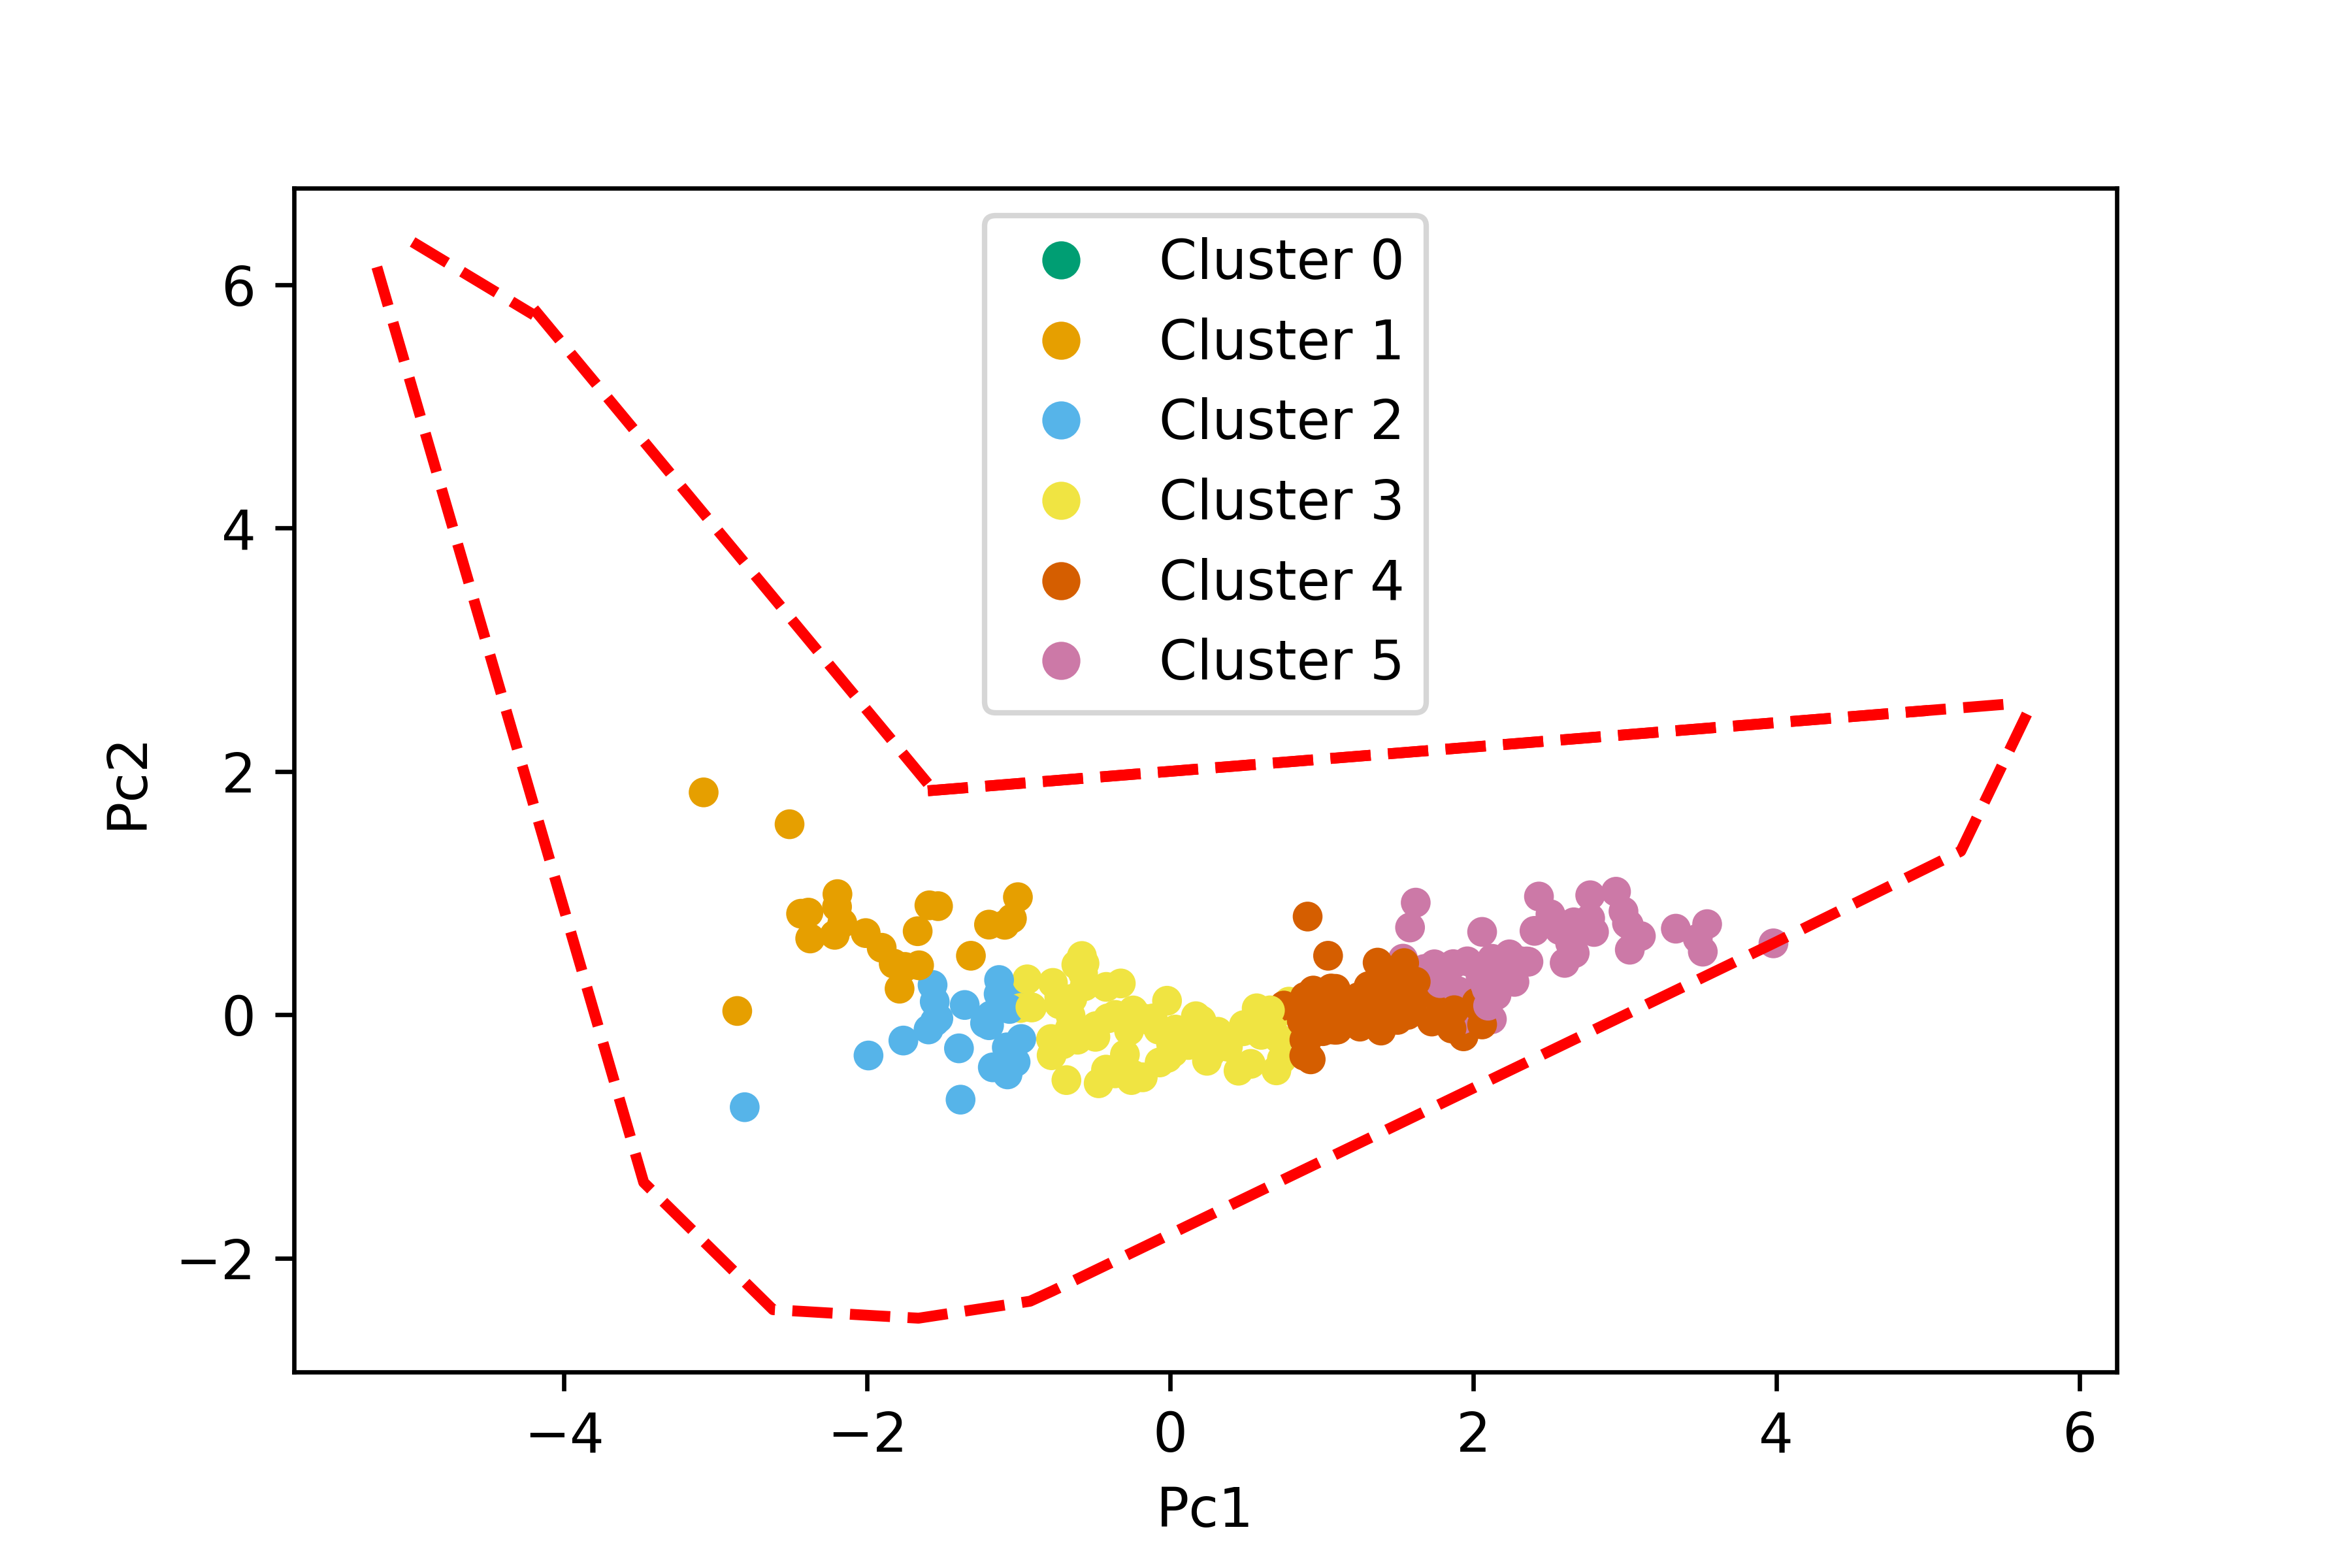 Cluster 0
Cluster 1
Cluster 2
Cluster 3
Cluster 4
Cluster 5
6
4
2
0
−2
Pc2
−4 −2 0 2 4 6
Pc1